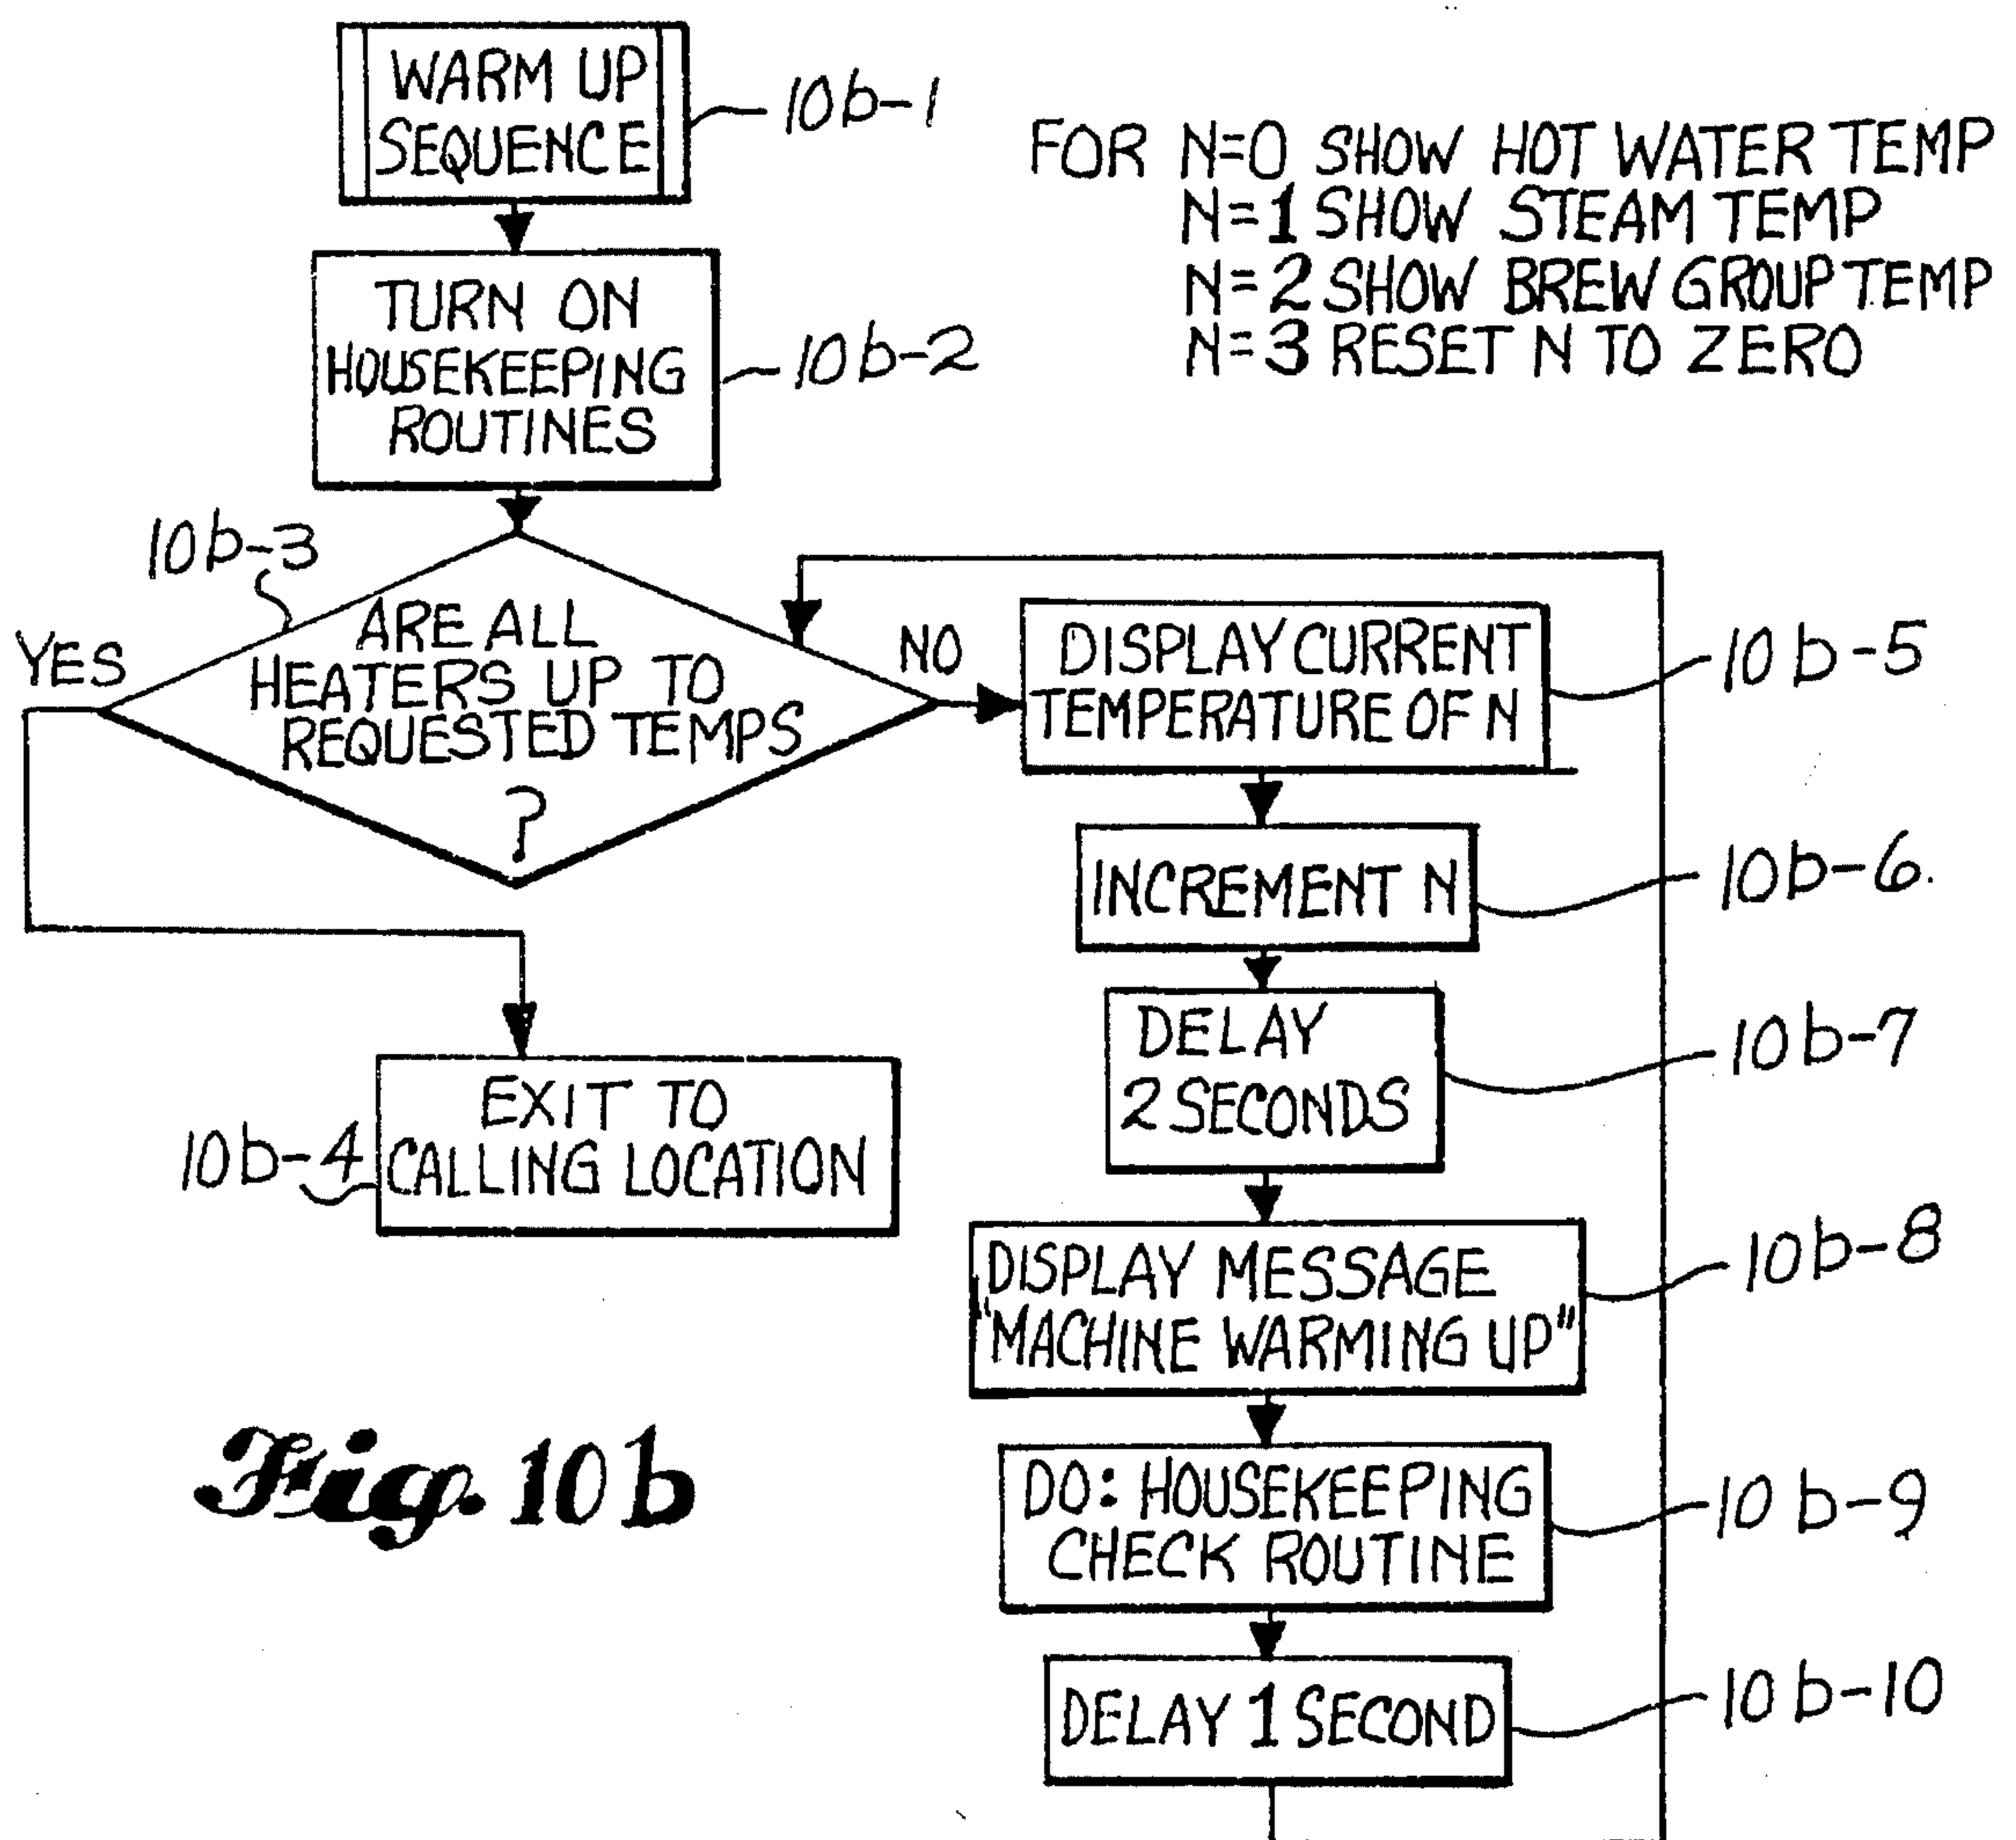 WARM UP
SEQUENCE
10b-1
FOR N=0 SHOW HOT WATER TEMP
N=1 SHOW STEAM TEMP
N=2 SHOW BREW GROUP TEMP
N=3 RESET N TO ZERO
TURN ON
HOUSEKEEPING
ROUTINES
10b-2
10b-3
ARE ALL
HEATERS UP TO
REQUESTED TEMPS
?
YES
NO
DISPLAY CURRENT
TEMPERATURE OF N
10b-5
INCREMENT N
10b-6.
DELAY
2 SECONDS
10b-7
EXIT TO
CALLING LOCATION
10b-4
DISPLAY MESSAGE
"MACHINE WARMING UP"
10b-8
DO: HOUSEKEEPING
CHECK ROUTINE
10b-9
DELAY 1 SECOND
10b-10
Fig. 10b